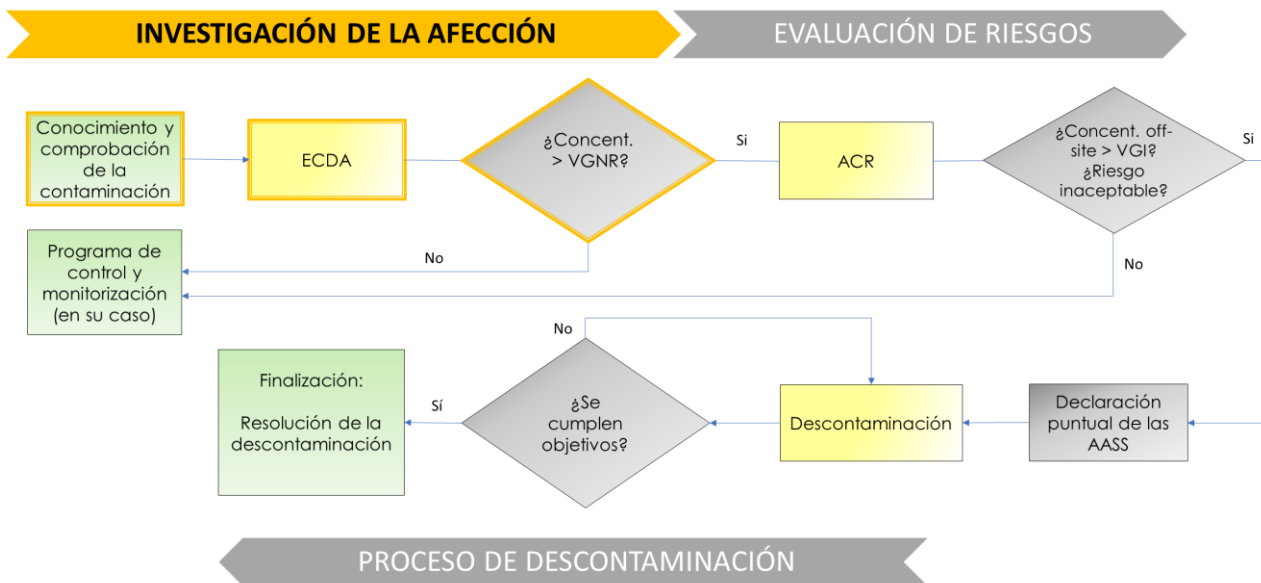 INVESTIGACIÓN DE LA AFECCIÓN
EVALUACIÓN DE RIESGOS
Conocimiento y
comprobación
de la
contaminación
ECDA
¿Concent.
> VGNR?
Si
ACR
¿Concent. off-
site > VGI?
¿Riesgo
inaceptable?
Si
No
No
Programa de
control y
monitorización
(en su caso)
No
Finalización:
Resolución de la
descontaminación
Sí
¿Se
cumplen
objetivos?
Descontaminación
Declaración
puntual de las
AASS
PROCESO DE DESCONTAMINACIÓN